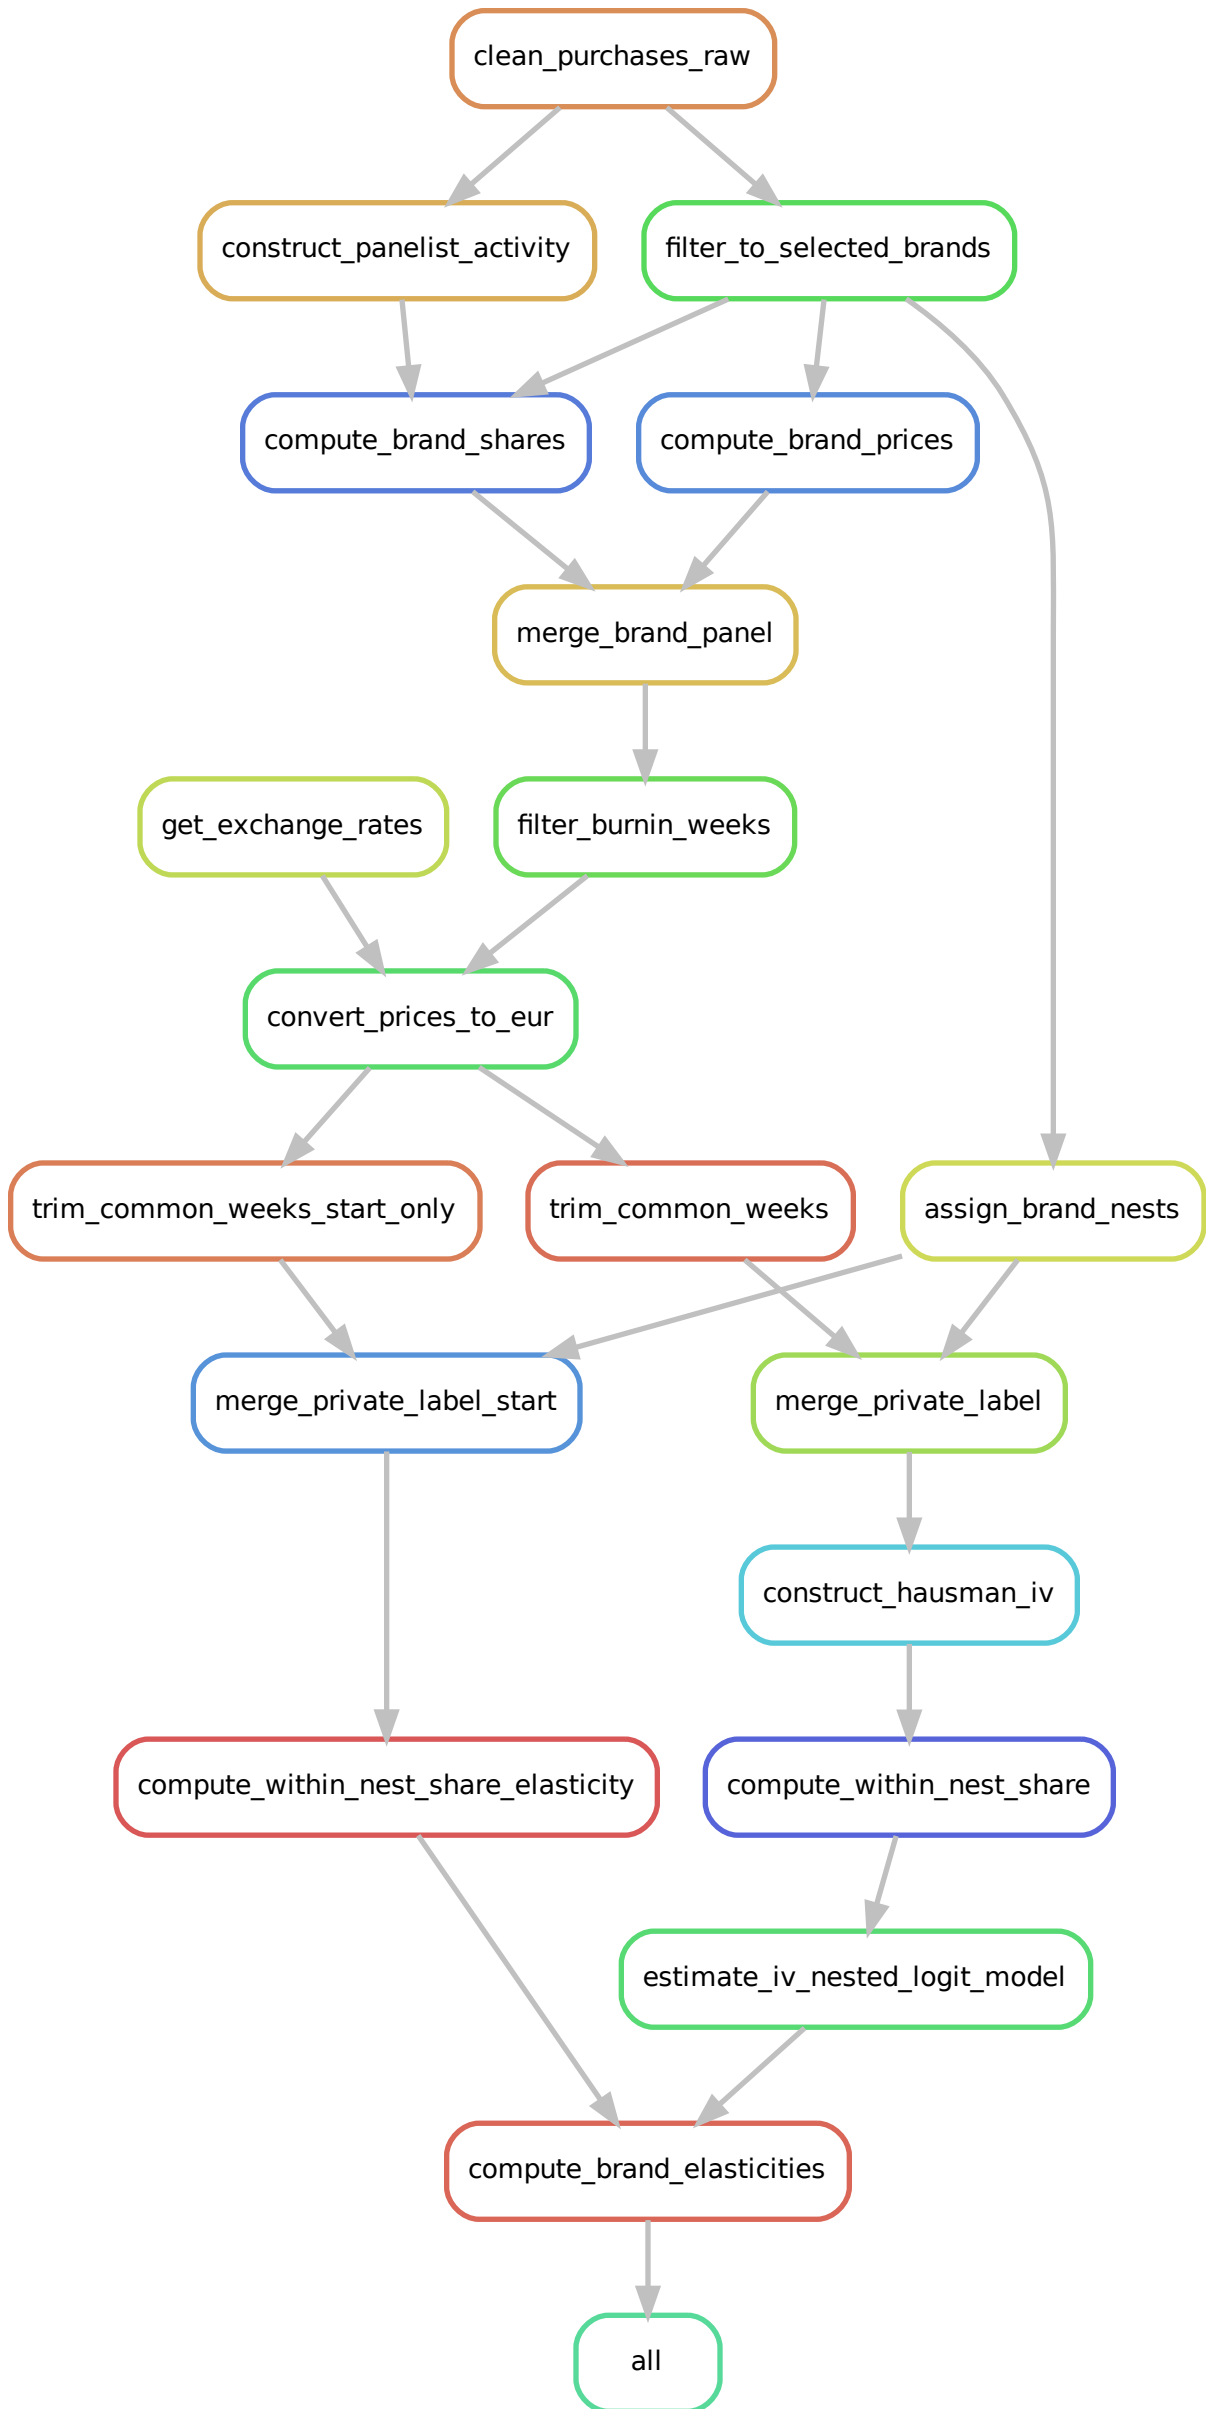 clean_purchases_raw
construct_panelist_activity
filter_to_selected_brands
compute_brand_shares
compute_brand_prices
merge_brand_panel
get_exchange_rates
filter_burnin_weeks
convert_prices_to_eur
trim_common_weeks_start_only
trim_common_weeks
assign_brand_nests
merge_private_label_start
merge_private_label
construct_hausman_iv
compute_within_nest_share_elasticity
compute_within_nest_share
estimate_iv_nested_logit_model
compute_brand_elasticities
all